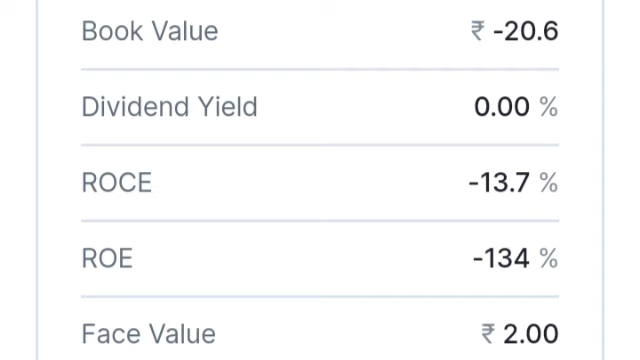 Book Value ₹ -20.6
Dividend Yield 0.00 %
ROCE -13.7 %
ROE -134 %
Face Value ₹ 2.00